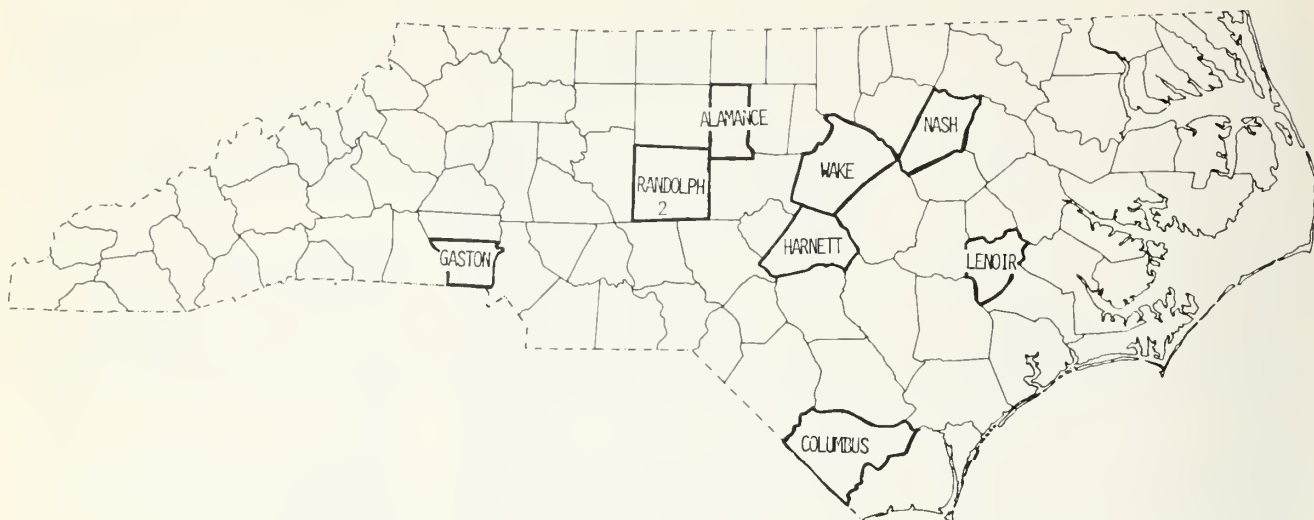 ALAMANCE
NASH
WAKE
RANDOLPH
2
HARNETT
GASTON
LENOIR
COLUMBUS